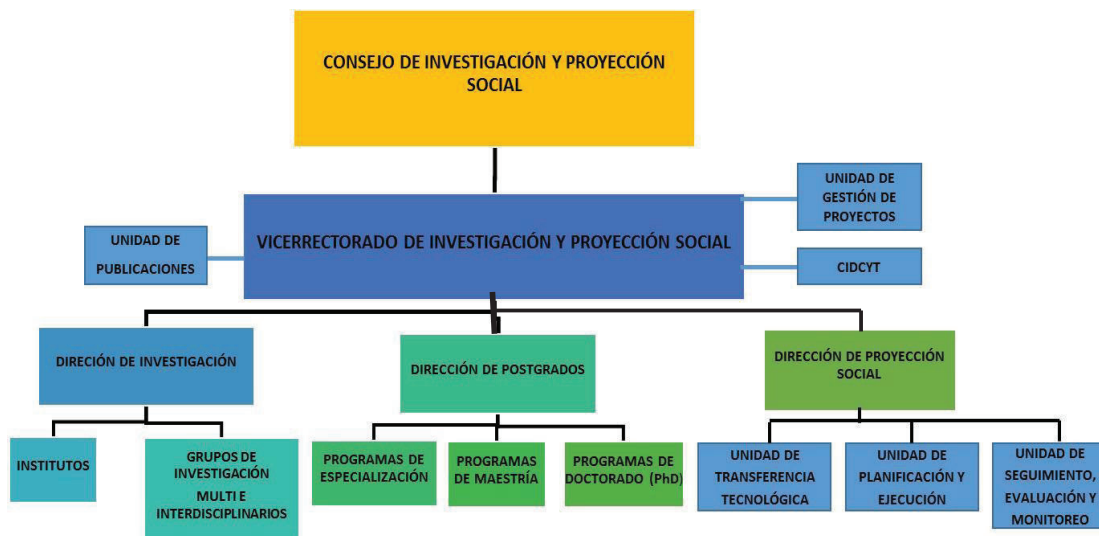 CONSEJO DE INVESTIGACIÓN Y PROYECCIÓN
SOCIAL
UNIDAD DE
GESTIÓN DE
PROYECTOS
UNIDAD DE
PUBLICACIONES
VICERRECTORADO DE INVESTIGACIÓN Y PROYECCIÓN SOCIAL
CIDCYT
DIRECIÓN DE INVESTIGACIÓN
DIRECCIÓN DE POSTGRADOS
DIRECCIÓN DE PROYECCIÓN
SOCIAL
INSTITUTOS
GRUPOS DE
INVESTIGACIÓN
MULTI E
INTERDISCIPLINARIOS
PROGRAMAS DE
ESPECIALIZACIÓN
PROGRAMAS
DE MAESTRÍA
PROGRAMAS DE
DOCTORADO (PhD)
UNIDAD DE
TRANSFERENCIA
TECNOLÓGICA
UNIDAD DE
PLANIFICACIÓN Y
EJECUCIÓN
UNIDAD DE
SEGUIMIENTO,
EVALUACIÓN Y
MONITOREO